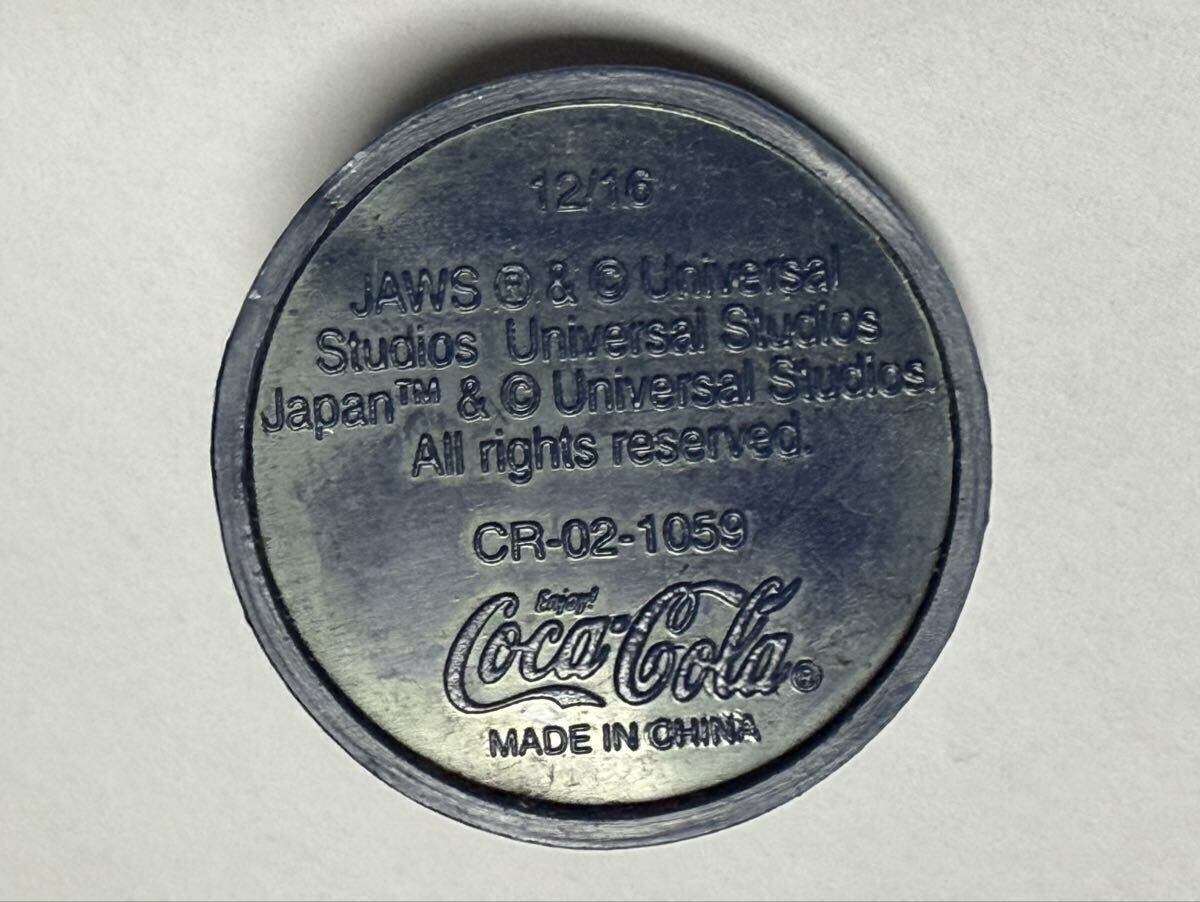 12/16
JAWS ® & © Universal
Studios Universal Studios
Japan™ & © Universal Studios.
All rights reserved.
CR-02-1059
Enjoy!
Coca-Cola®
MADE IN CHINA